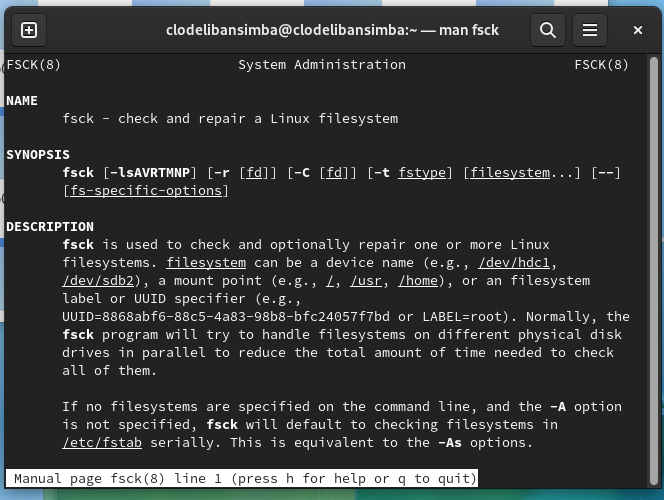 clodelibansimba@clodelibansimba:~ — man fsck
FSCK(8) System Administration FSCK(8)
NAME
fsck - check and repair a Linux filesystem
SYNOPSIS
fsck [-lsAVRTMNP] [-r [fd]] [-C [fd]] [-t fstype] [filesystem...] [--]
[fs-specific-options]
DESCRIPTION
fsck is used to check and optionally repair one or more Linux
filesystems. filesystem can be a device name (e.g., /dev/hdc1,
/dev/sdb2), a mount point (e.g., /, /usr, /home), or an filesystem
label or UUID specifier (e.g.,
UUID=8868abf6-88c5-4a83-98b8-bfc24057f7bd or LABEL=root). Normally, the
fsck program will try to handle filesystems on different physical disk
drives in parallel to reduce the total amount of time needed to check
all of them.
If no filesystems are specified on the command line, and the -A option
is not specified, fsck will default to checking filesystems in
/etc/fstab serially. This is equivalent to the -As options.
Manual page fsck(8) line 1 (press h for help or q to quit)